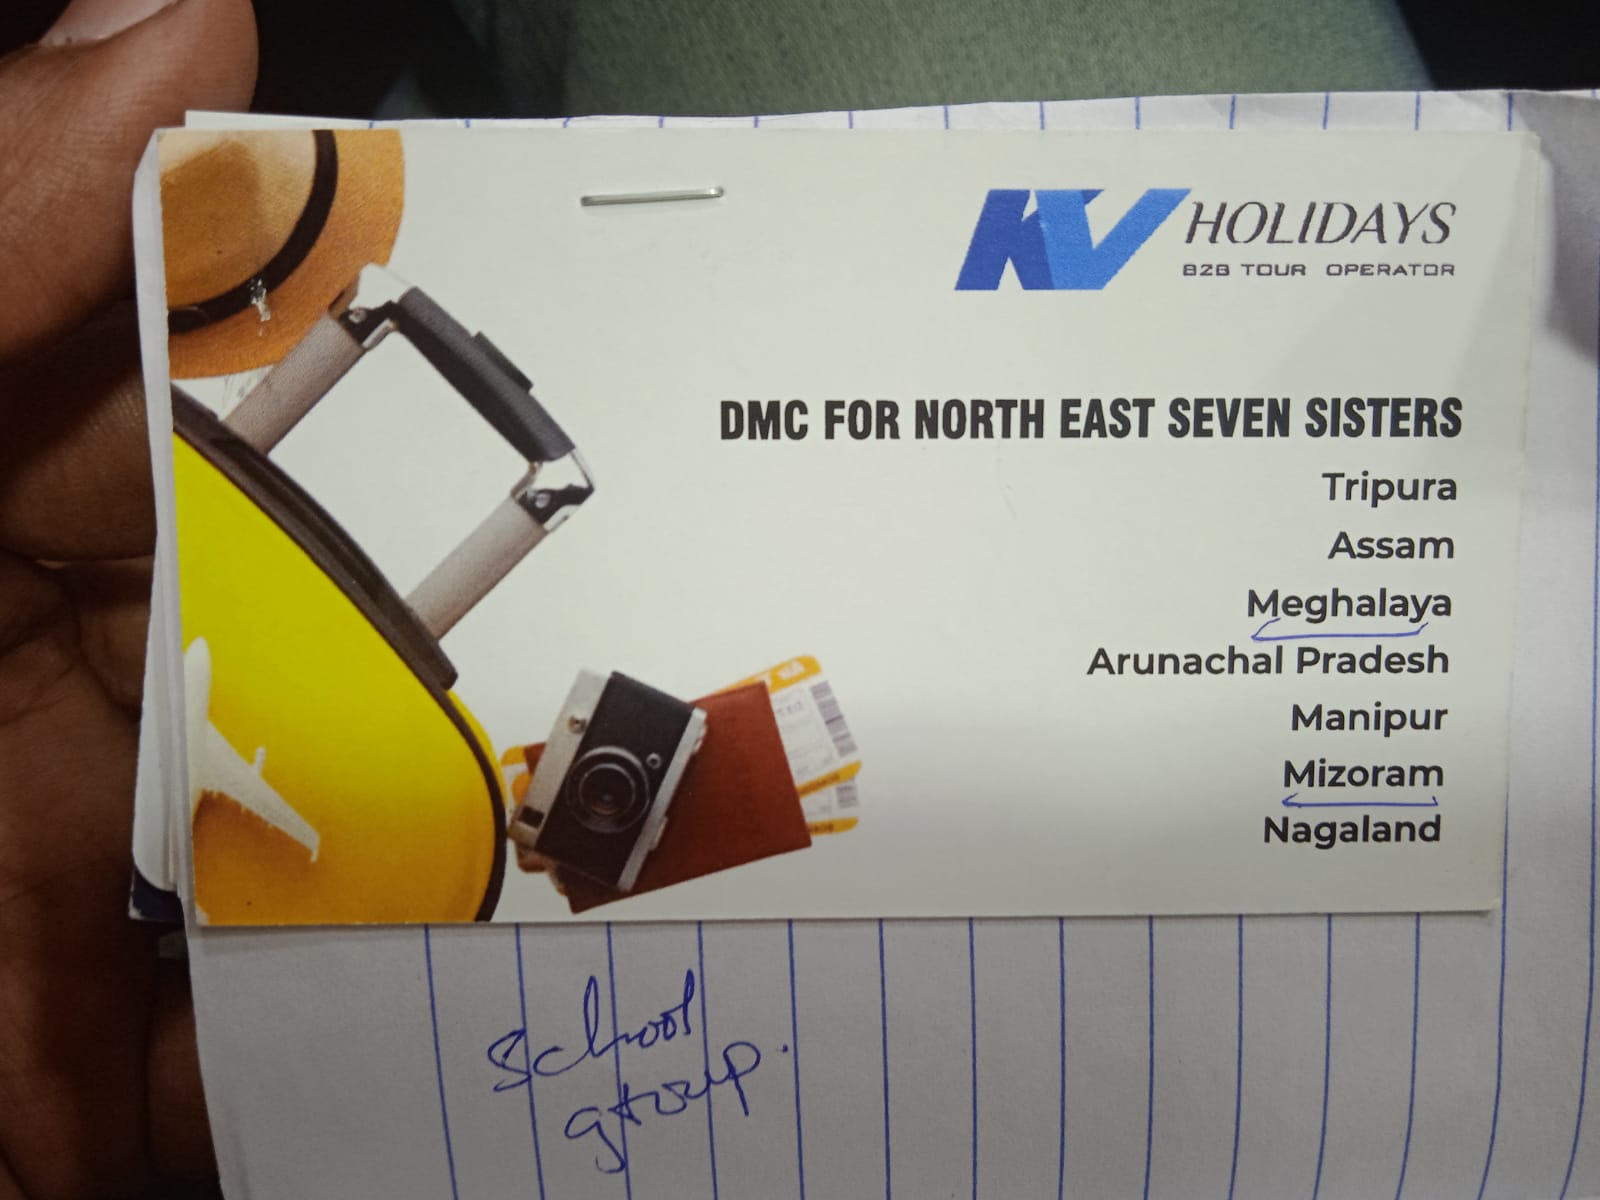 KV HOLIDAYS
B2B TOUR OPERATOR
DMC FOR NORTH EAST SEVEN SISTERS
Tripura
Assam
Meghalaya
Arunachal Pradesh
Manipur
Mizoram
Nagaland
School
group.